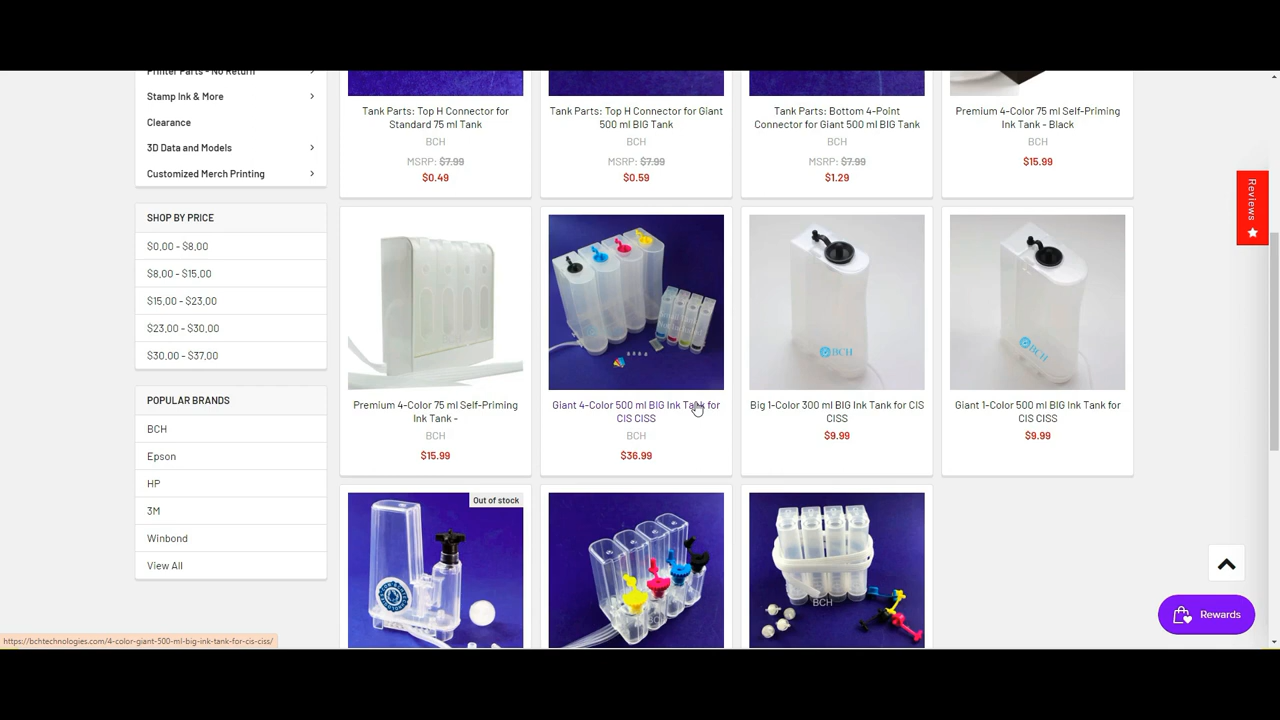 Printer Parts - No Return
Stamp Ink & More
Clearance
3D Data and Models
Customized Merch Printing
SHOP BY PRICE
$0.00 - $8.00
$8.00 - $15.00
$15.00 - $23.00
$23.00 - $30.00
$30.00 - $37.00
POPULAR BRANDS
BCH
Epson
HP
3M
Winbond
View All
Tank Parts: Top H Connector for
Standard 75 ml Tank
BCH
MSRP: $7.99
$0.49
Tank Parts: Top H Connector for Giant
500 ml BIG Tank
BCH
MSRP: $7.99
$0.59
Tank Parts: Bottom 4-Point
Connector for Giant 500 ml BIG Tank
BCH
MSRP: $7.99
$1.29
Premium 4-Color 75 ml Self-Priming
Ink Tank - Black
BCH
$15.99
Premium 4-Color 75 ml Self-Priming
Ink Tank -
BCH
$15.99
Giant 4-Color 500 ml BIG Ink Tank for
CIS CISS
BCH
$36.99
BCH
Big 1-Color 300 ml BIG Ink Tank for CIS
CISS
$9.99
BCH
Giant 1-Color 500 ml BIG Ink Tank for
CIS CISS
$9.99
Out of stock
BCH
Reviews
Rewards
https://bchtechnologies.com/4-color-giant-500-ml-big-ink-tank-for-cis-ciss/